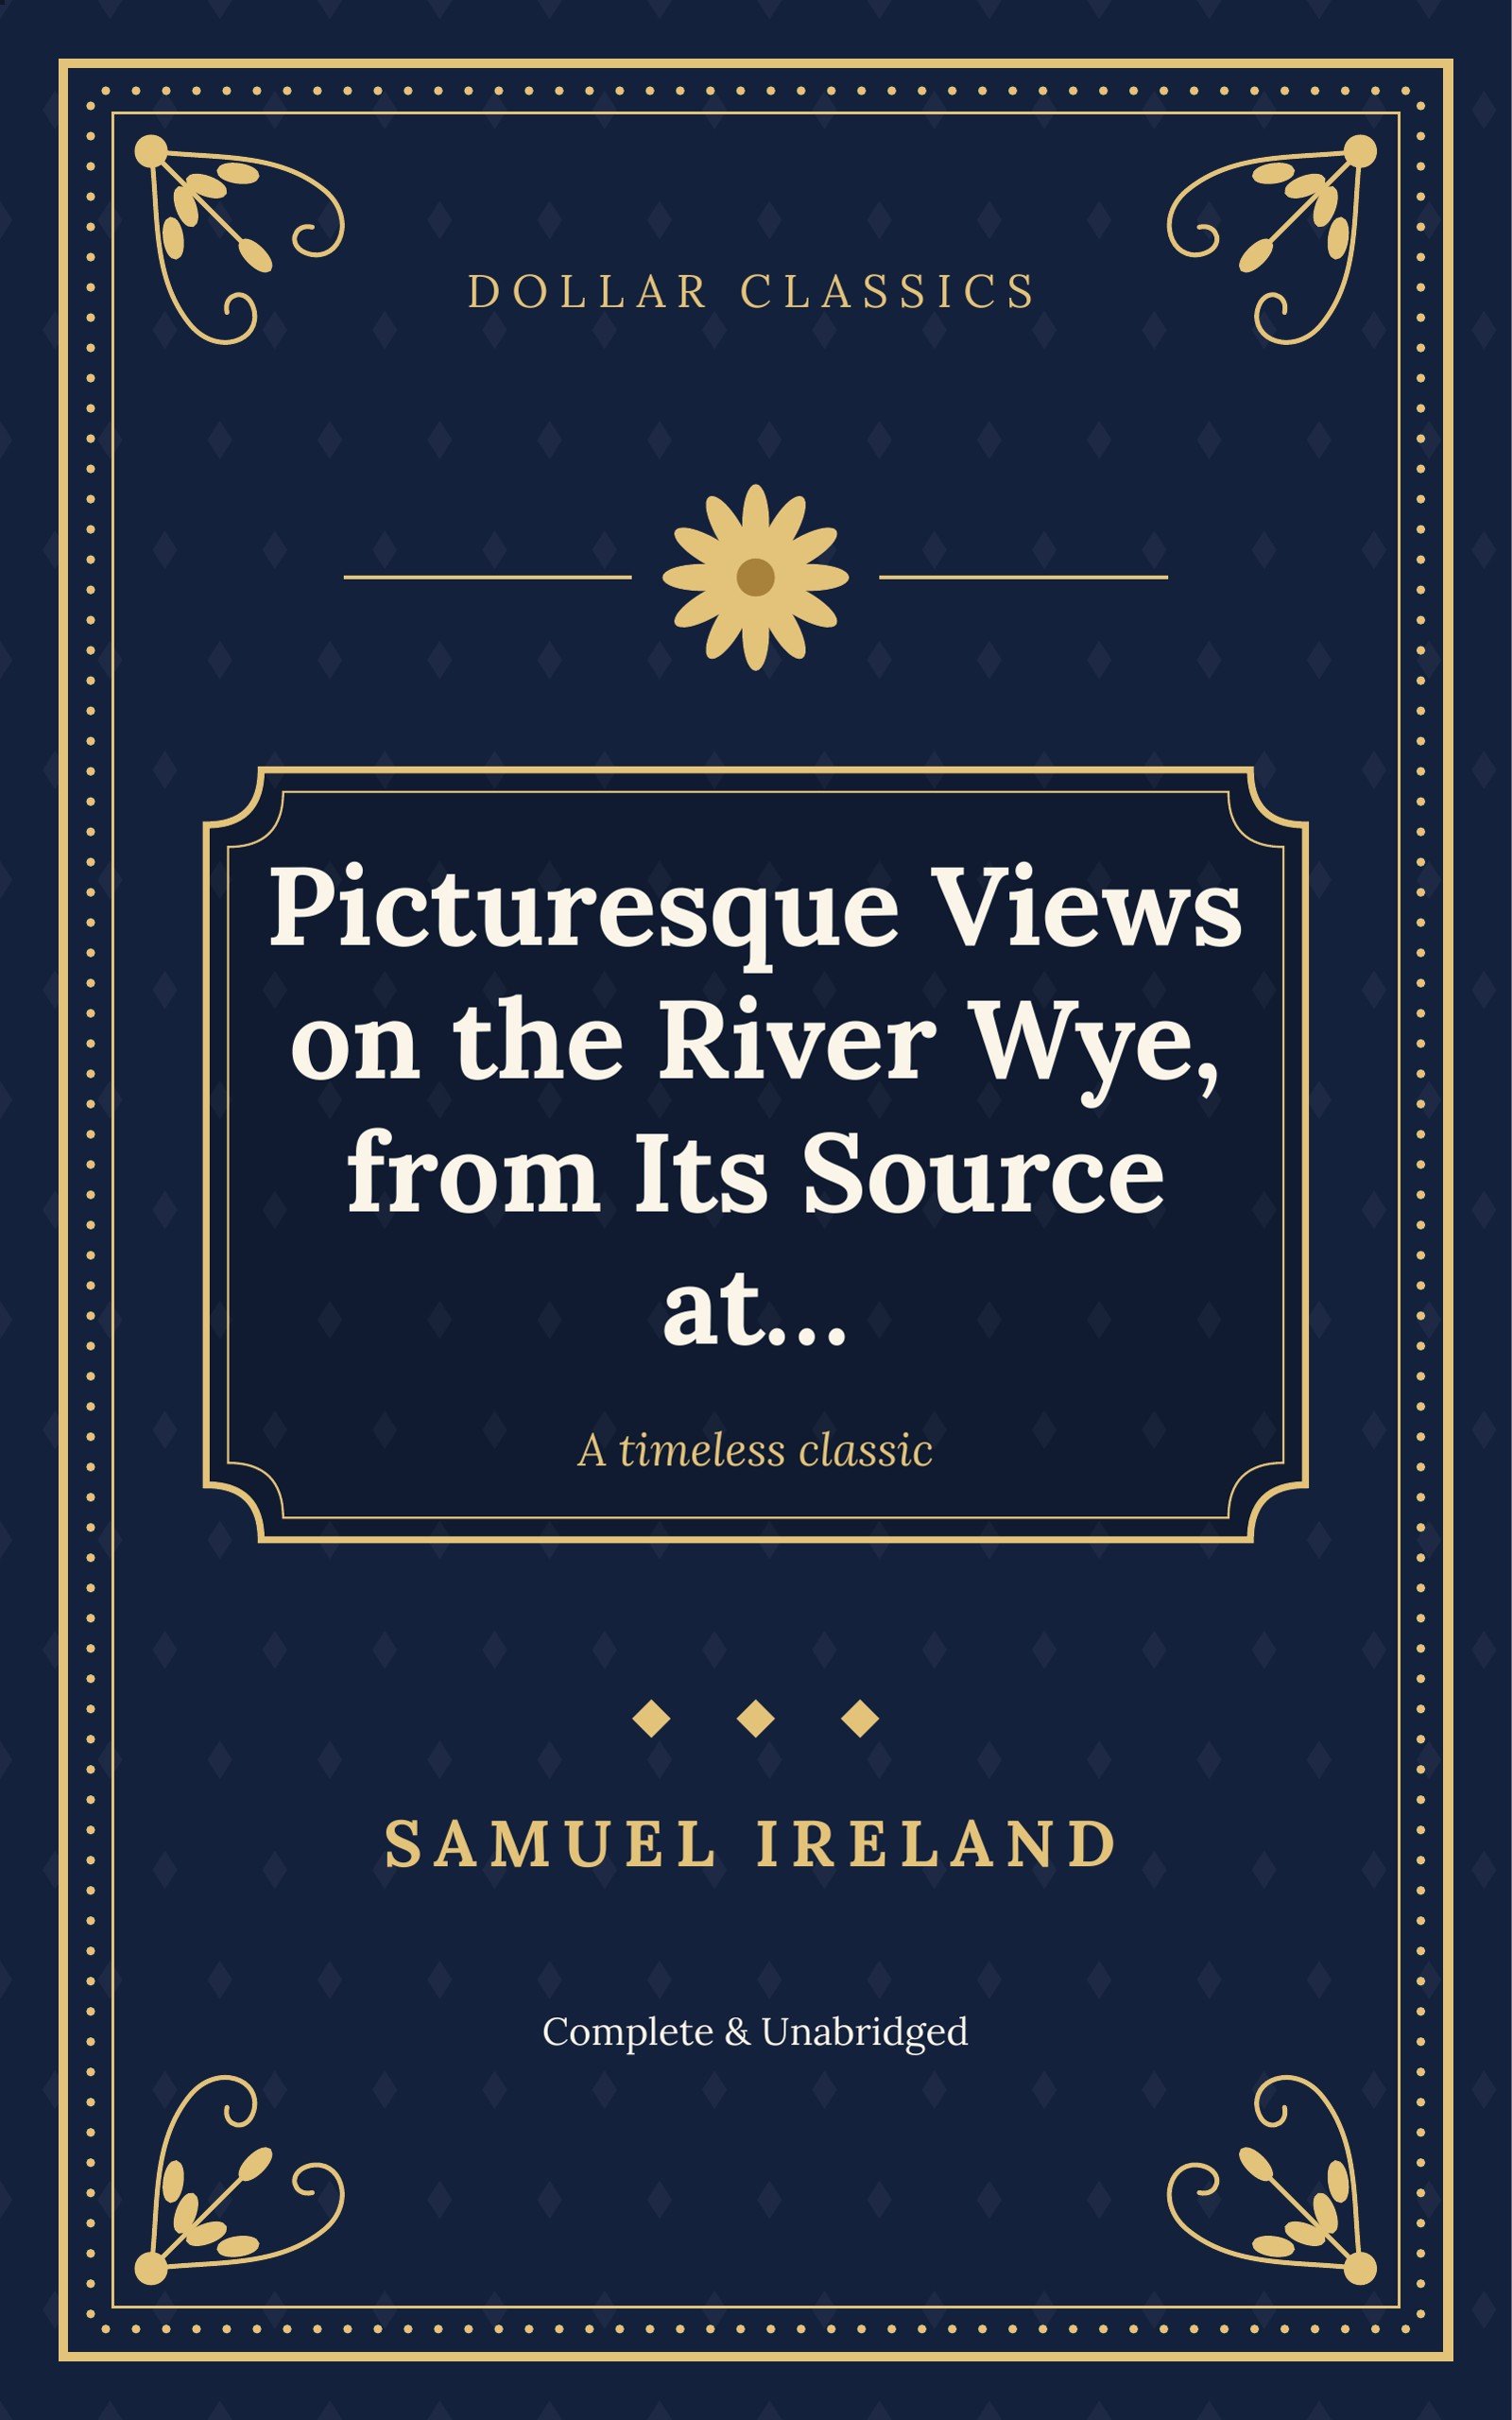 DOLLAR CLASSICS
Picturesque Views
on the River Wye,
from Its Source
at…
A timeless classic
SAMUEL IRELAND
Complete & Unabridged